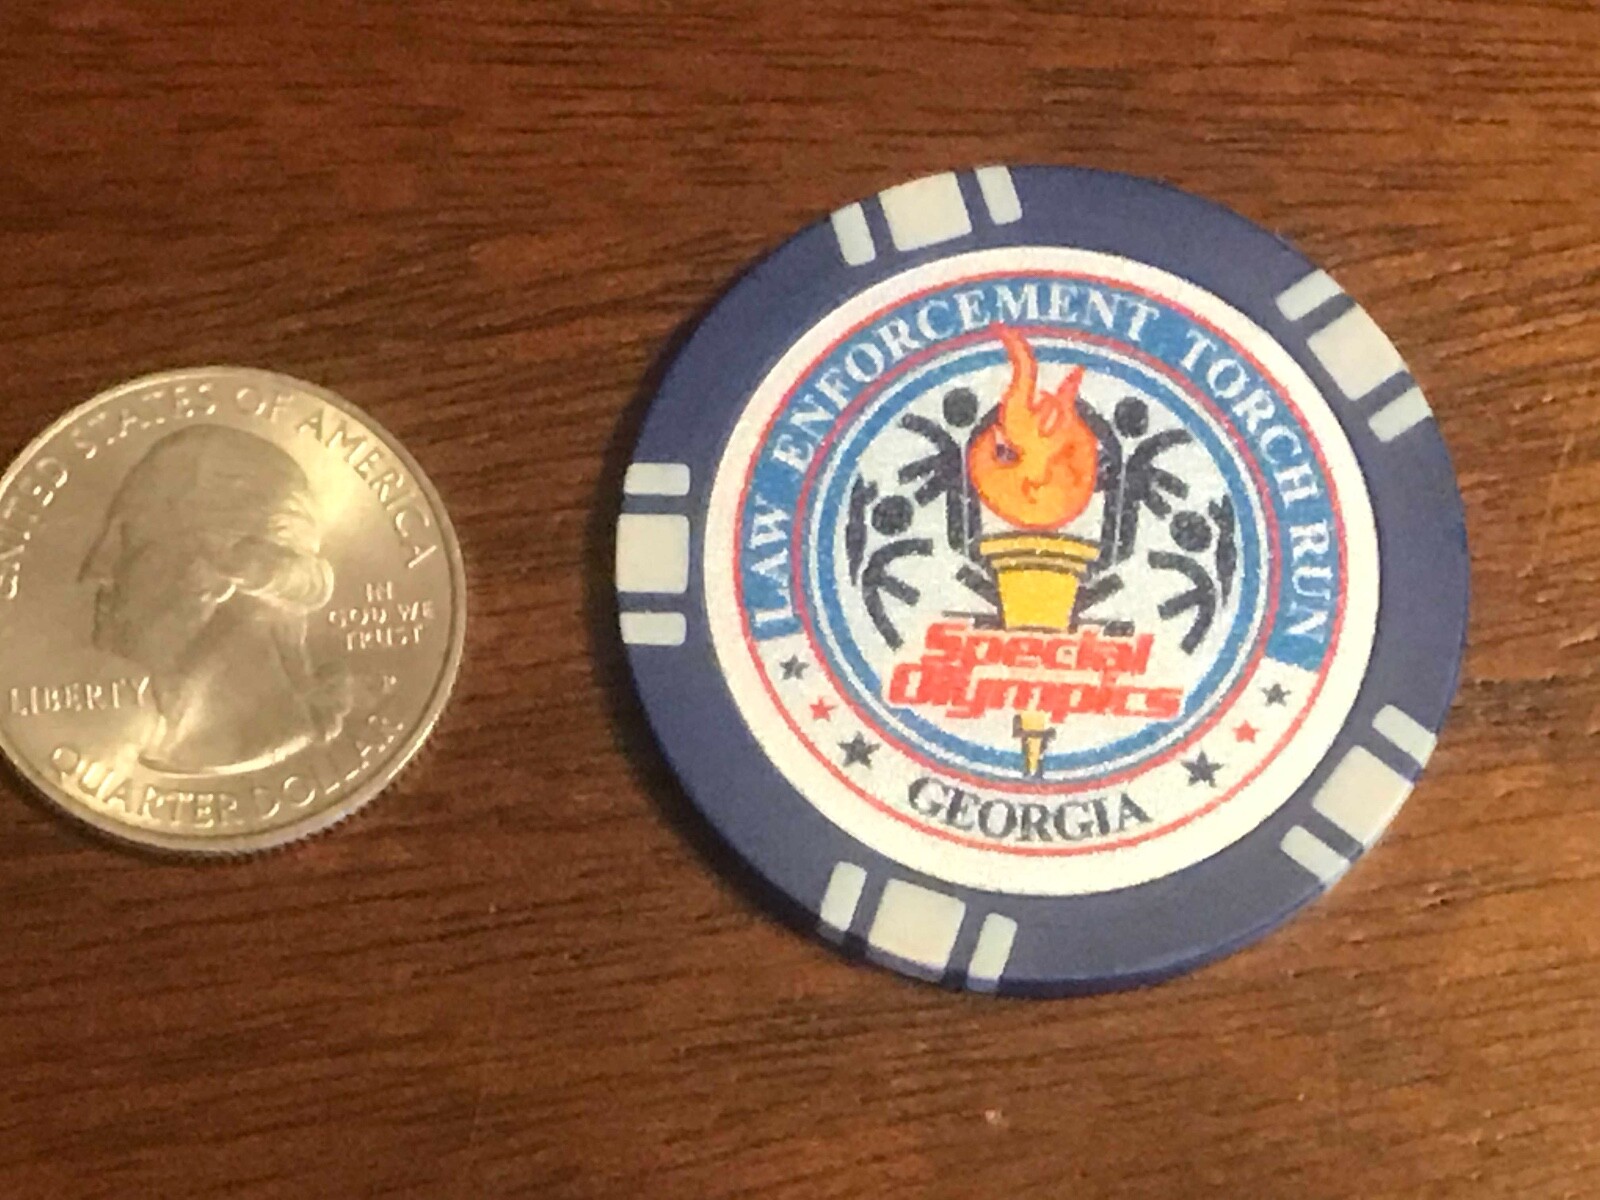 UNITED STATES OF AMERICA
IN
GOD WE
TRUST
LIBERTY
P
QUARTER DOLLAR
LAW ENFORCEMENT TORCH RUN
Special
Olympics
GEORGIA